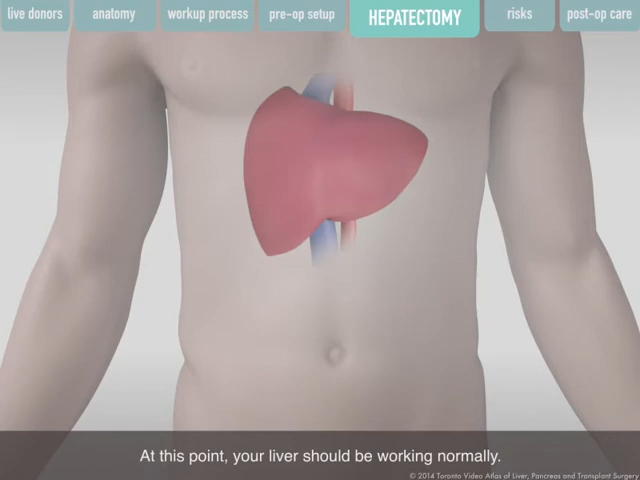 live donors
anatomy
workup process
pre-op setup
HEPATECTOMY
risks
post-op care
At this point, your liver should be working normally.
© 2014 Toronto Video Atlas of Liver, Pancreas and Transplant Surgery